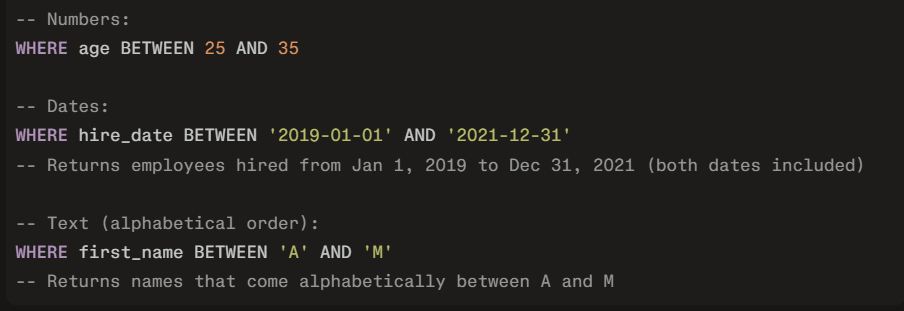 -- Numbers:
WHERE age BETWEEN 25 AND 35
-- Dates:
WHERE hire_date BETWEEN '2019-01-01' AND '2021-12-31'
-- Returns employees hired from Jan 1, 2019 to Dec 31, 2021 (both dates included)
-- Text (alphabetical order):
WHERE first_name BETWEEN 'A' AND 'M'
-- Returns names that come alphabetically between A and M